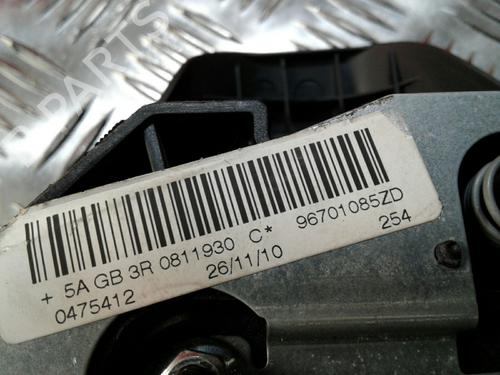 + 5A GB 3R 0811930 C* 96701085ZD
0475412 26/11/10 254